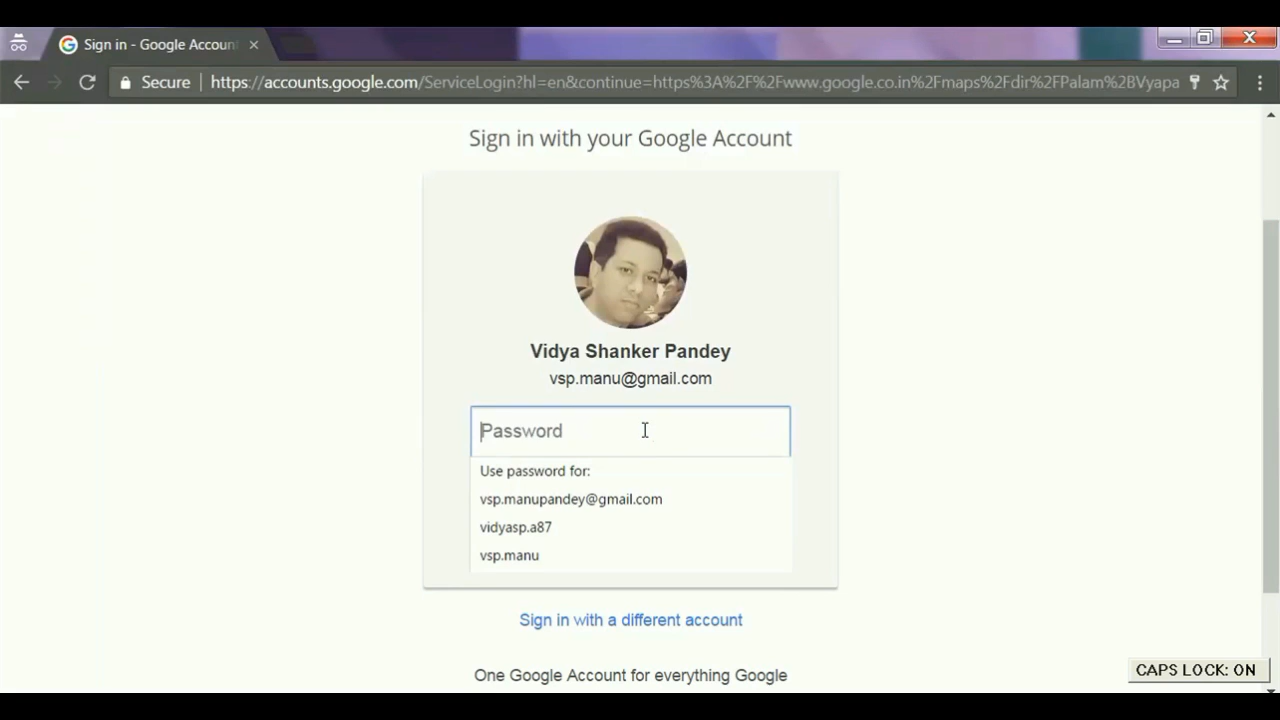 Sign in - Google Accoun
Secure
https://accounts.google.com/ServiceLogin?hl=en&continue=https%3A%2F%2Fwww.google.co.in%2Fmaps%2Fdir%2FPalam%2BVyapa
Sign in with your Google Account
Vidya Shanker Pandey
vsp.manu@gmail.com
Password
Use password for:
vsp.manupandey@gmail.com
vidyasp.a87
vsp.manu
Sign in with a different account
One Google Account for everything Google
CAPS LOCK: ON